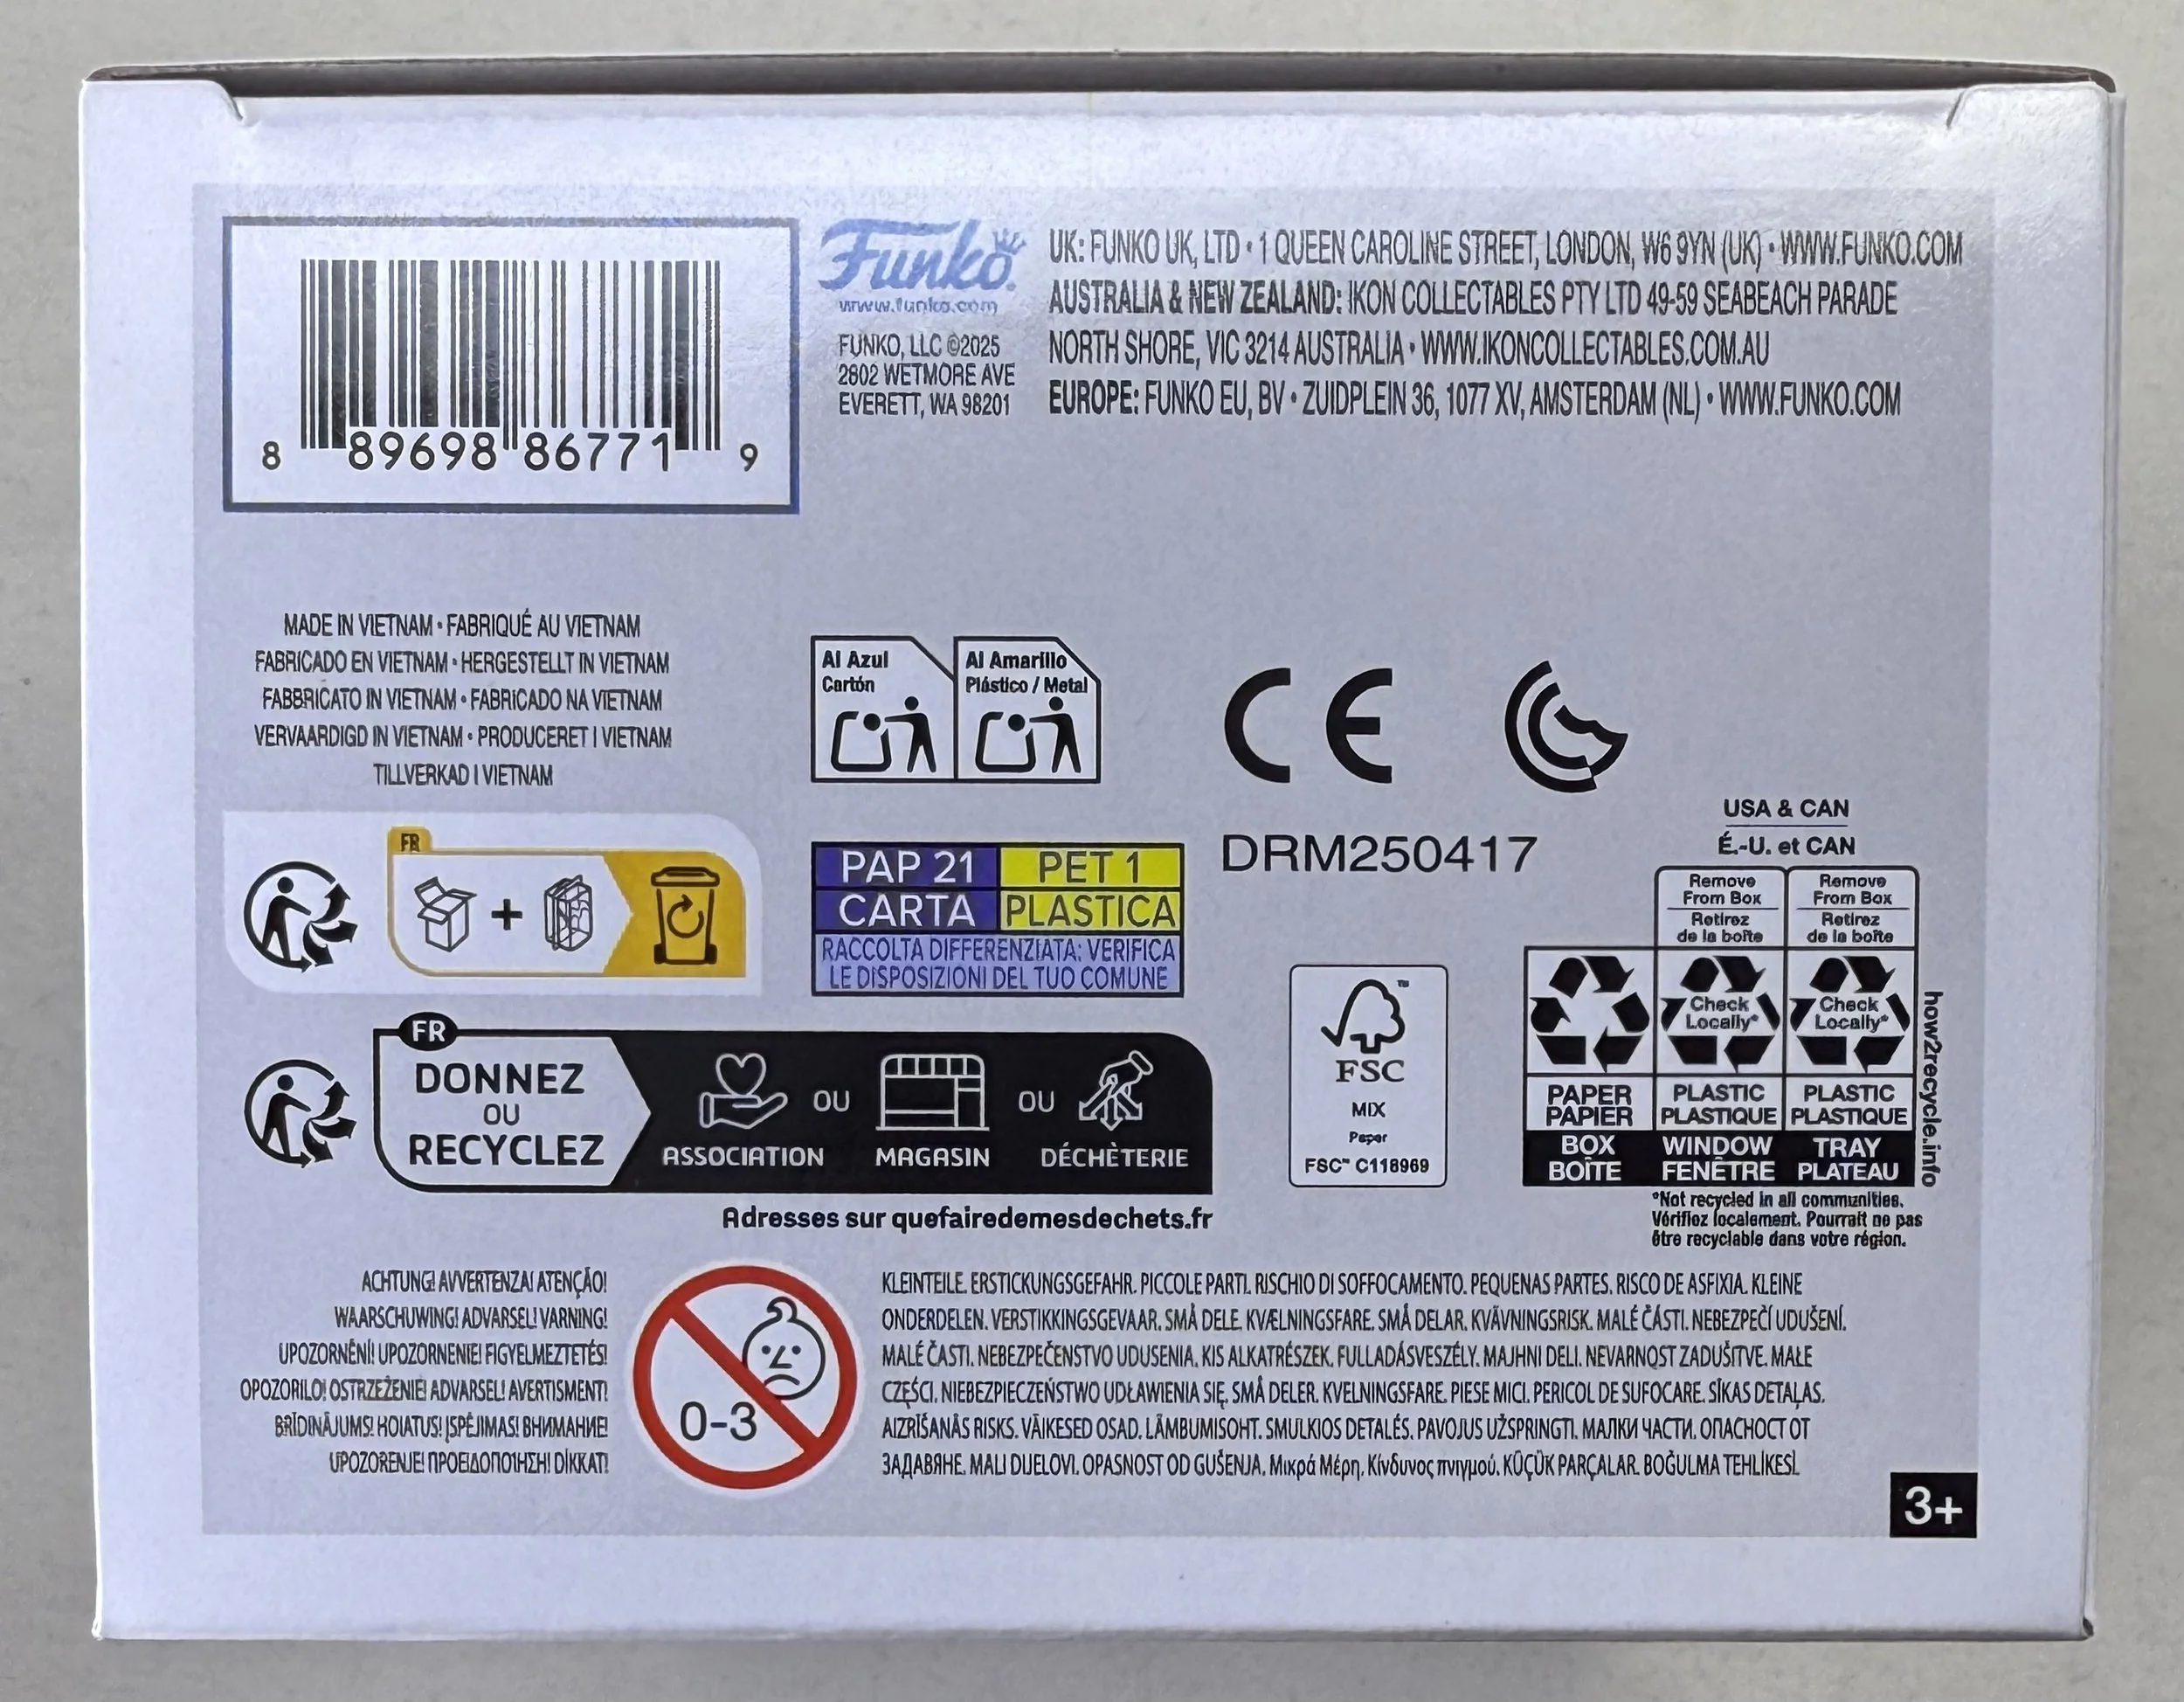 8 89698 86771 9
Funko
www.funko.com
FUNKO, LLC ©2025
2802 WETMORE AVE
EVERETT, WA 98201
UK: FUNKO UK, LTD • 1 QUEEN CAROLINE STREET, LONDON, W6 9YN (UK) • WWW.FUNKO.COM
AUSTRALIA & NEW ZEALAND: IKON COLLECTABLES PTY LTD 49-59 SEABEACH PARADE
NORTH SHORE, VIC 3214 AUSTRALIA • WWW.IKONCOLLECTABLES.COM.AU
EUROPE: FUNKO EU, BV • ZUIDPLEIN 36, 1077 XV, AMSTERDAM (NL) • WWW.FUNKO.COM
MADE IN VIETNAM • FABRIQUÉ AU VIETNAM
FABRICADO EN VIETNAM • HERGESTELLT IN VIETNAM
FABBRICATO IN VIETNAM • FABRICADO NA VIETNAM
VERVAARDIGD IN VIETNAM • PRODUCERET I VIETNAM
TILLVERKAD I VIETNAM
Al Azul
Cartón
Al Amarillo
Plástico / Metal
CE
FR
+
PAP 21
CARTA
PET 1
PLASTICA
RACCOLTA DIFFERENZIATA: VERIFICA
LE DISPOSIZIONI DEL TUO COMUNE
DRM250417
USA & CAN
É.-U. et CAN
Remove
From Box
Retirez
de la boîte
Remove
From Box
Retirez
de la boîte
Check
Locally*
Check
Locally*
PAPER
PAPIER
PLASTIC
PLASTIQUE
PLASTIC
PLASTIQUE
BOX
BOÎTE
WINDOW
FENÊTRE
TRAY
PLATEAU
how2recycle.info
*Not recycled in all communities.
Vérifiez localement. Pourrait ne pas
être recyclable dans votre région.
FSC™
MIX
Paper
FSC™ C118969
FR
DONNEZ
OU
RECYCLEZ
ASSOCIATION
OU
MAGASIN
OU
DÉCHÈTERIE
Adresses sur quefairedemesdechets.fr
ACHTUNG! AVVERTENZA! ATENÇÃO!
WAARSCHUWING! ADVARSEL! VARNING!
UPOZORNĚNÍ! UPOZORNENIE! FIGYELMEZTETÉS!
OPOZORILO! OSTRZEŻENIE! ADVARSEL! AVERTISMENT!
BRĪDINĀJUMS! HOIATUS! ĮSPĖJIMAS! ВНИМАНИЕ!
UPOZORENJE! ΠΡΟΕΙΔΟΠΟΙΗΣΗ! DİKKAT!
0-3
KLEINTEILE. ERSTICKUNGSGEFAHR. PICCOLE PARTI. RISCHIO DI SOFFOCAMENTO. PEQUENAS PARTES. RISCO DE ASFIXIA. KLEINE
ONDERDELEN. VERSTIKKINGSGEVAAR. SMÅ DELE. KVÆLNINGSFARE. SMÅ DELAR. KVÄVNINGSRISK. MALÉ ČÁSTI. NEBEZPEČÍ UDUŠENÍ.
MALÉ ČASTI. NEBEZPEČENSTVO UDUSENIA. KIS ALKATRÉSZEK. FULLADÁSVESZÉLY. MAJHNI DELI. NEVARNOST ZADUŠITVE. MAŁE
CZĘŚCI. NIEBEZPIECZEŃSTWO UDŁAWIENIA SIĘ. SMÅ DELER. KVELNINGSFARE. PIESE MICI. PERICOL DE SUFOCARE. SĪKAS DETAĻAS.
AIZRĪŠANĀS RISKS. VÄIKESED OSAD. LÄMBUMISOHT. SMULKIOS DETALĖS. PAVOJUS UŽSPRINGTI. МАЛКИ ЧАСТИ. ОПАСНОСТ ОТ
ЗАДАВЯНЕ. MALI DIJELOVI. OPASNOST OD GUŠENJA. Μικρά Μέρη. Κίνδυνος πνιγμού. KÜÇÜK PARÇALAR. BOĞULMA TEHLİKESİ.
3+